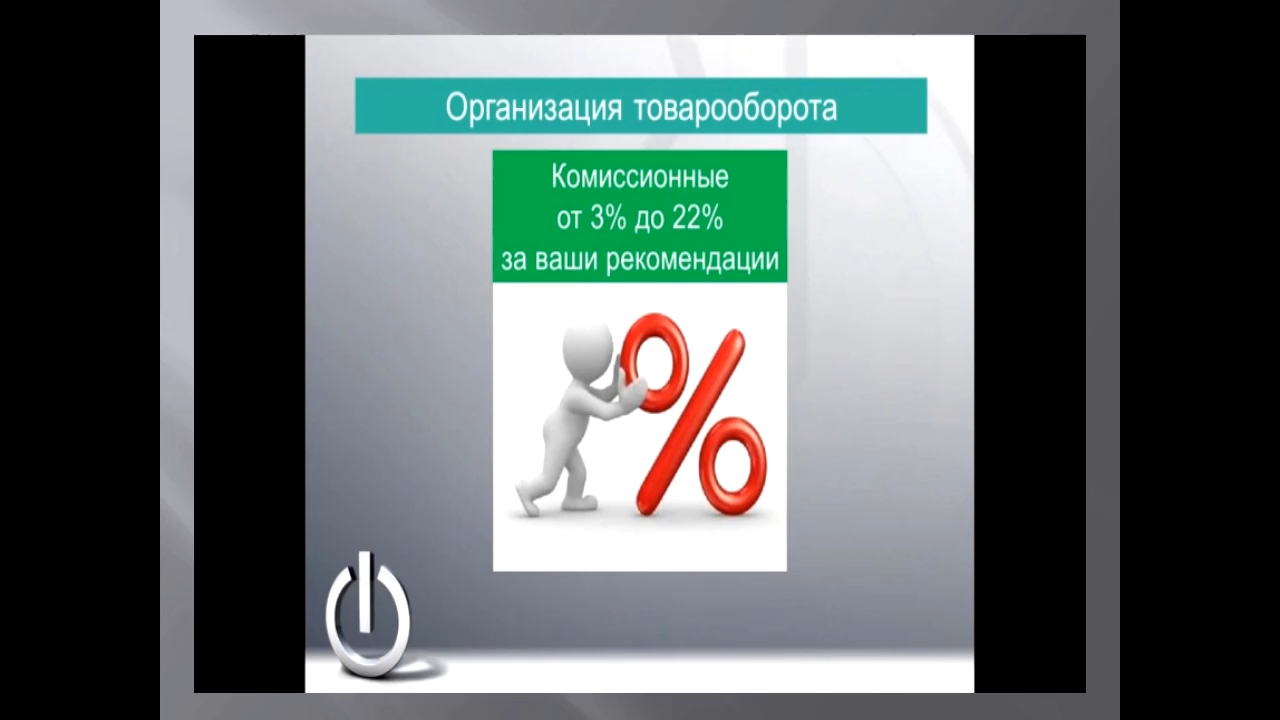 Организация товарооборота
Комиссионные
от 3% до 22%
за ваши рекомендации